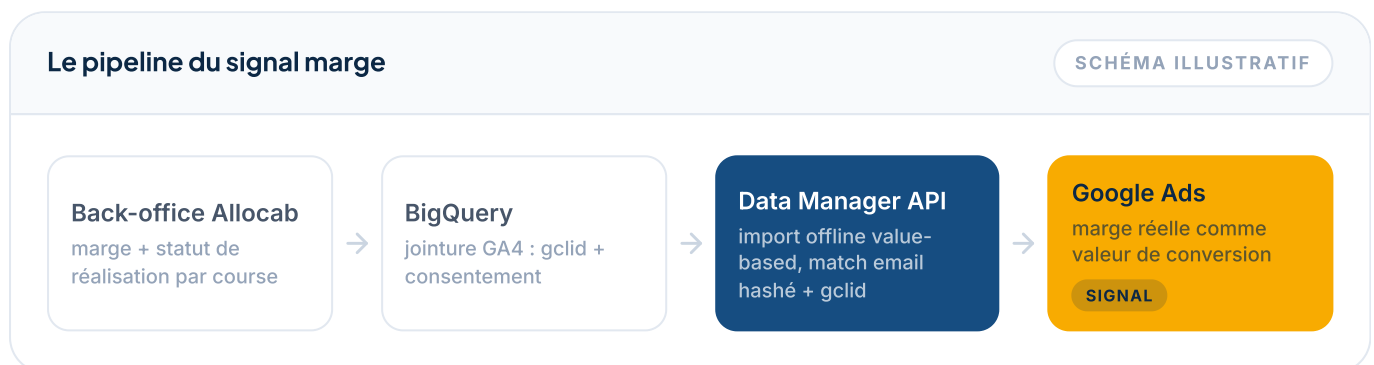 Le pipeline du signal marge
SCHÉMA ILLUSTRATIF
Back-office Allocab
marge + statut de
réalisation par course
BigQuery
jointure GA4 : gclid +
consentement
Data Manager API
import offline value-
based, match email
hashé + gclid
Google Ads
marge réelle comme
valeur de conversion
SIGNAL